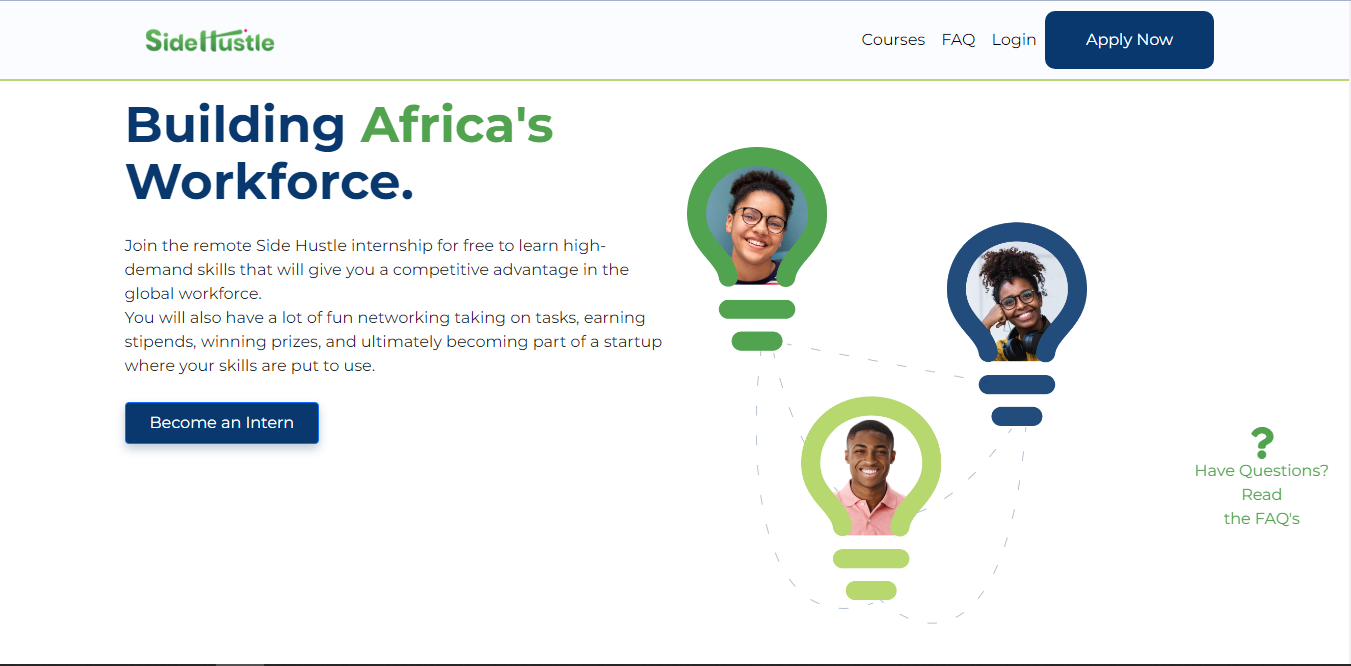 SideHustle
Courses FAQ Login Apply Now
Building Africa's
Workforce.
Join the remote Side Hustle internship for free to learn high-
demand skills that will give you a competitive advantage in the
global workforce.
You will also have a lot of fun networking taking on tasks, earning
stipends, winning prizes, and ultimately becoming part of a startup
where your skills are put to use.
Become an Intern
?
Have Questions?
Read
the FAQ's